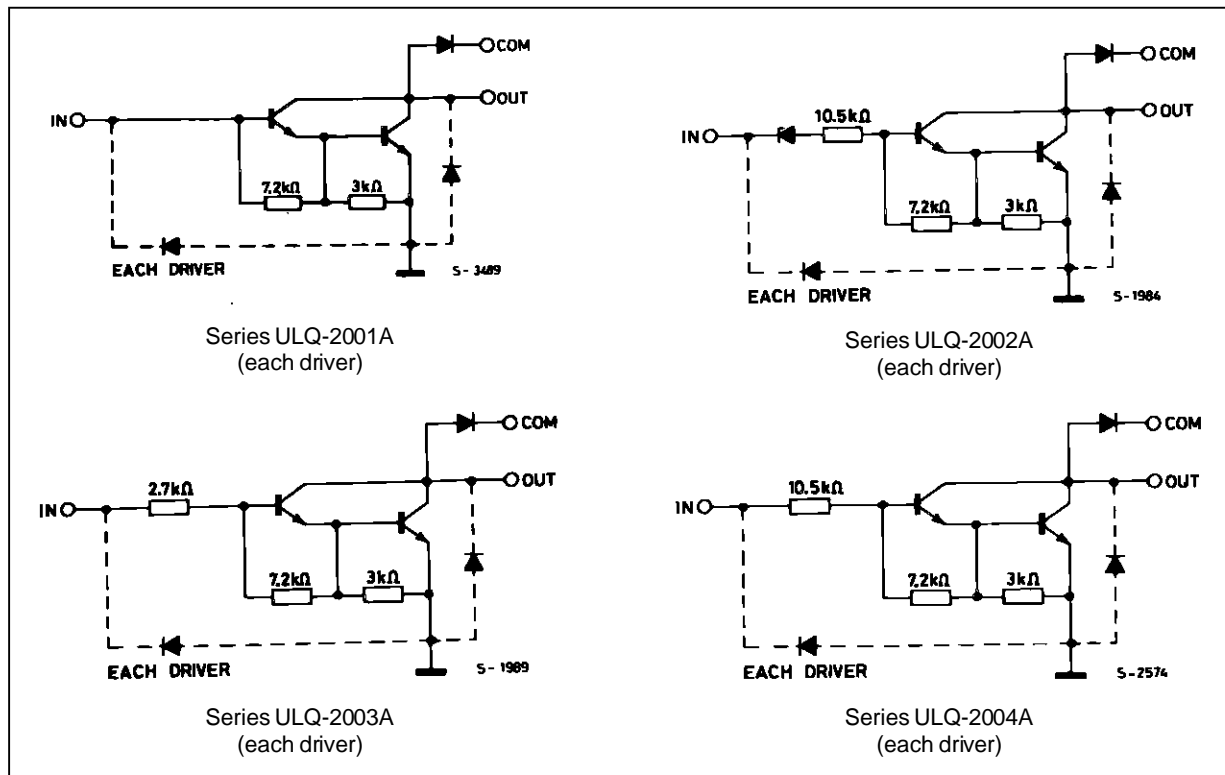 COM
OUT
IN
7.2kΩ
3kΩ
EACH DRIVER
S-3489
Series ULQ-2001A
(each driver)
COM
OUT
10.5kΩ
IN
7.2kΩ
3kΩ
EACH DRIVER
S-1984
Series ULQ-2002A
(each driver)
COM
OUT
2.7kΩ
IN
7.2kΩ
3kΩ
EACH DRIVER
S-1989
Series ULQ-2003A
(each driver)
COM
OUT
10.5kΩ
IN
7.2kΩ
3kΩ
EACH DRIVER
S-2574
Series ULQ-2004A
(each driver)